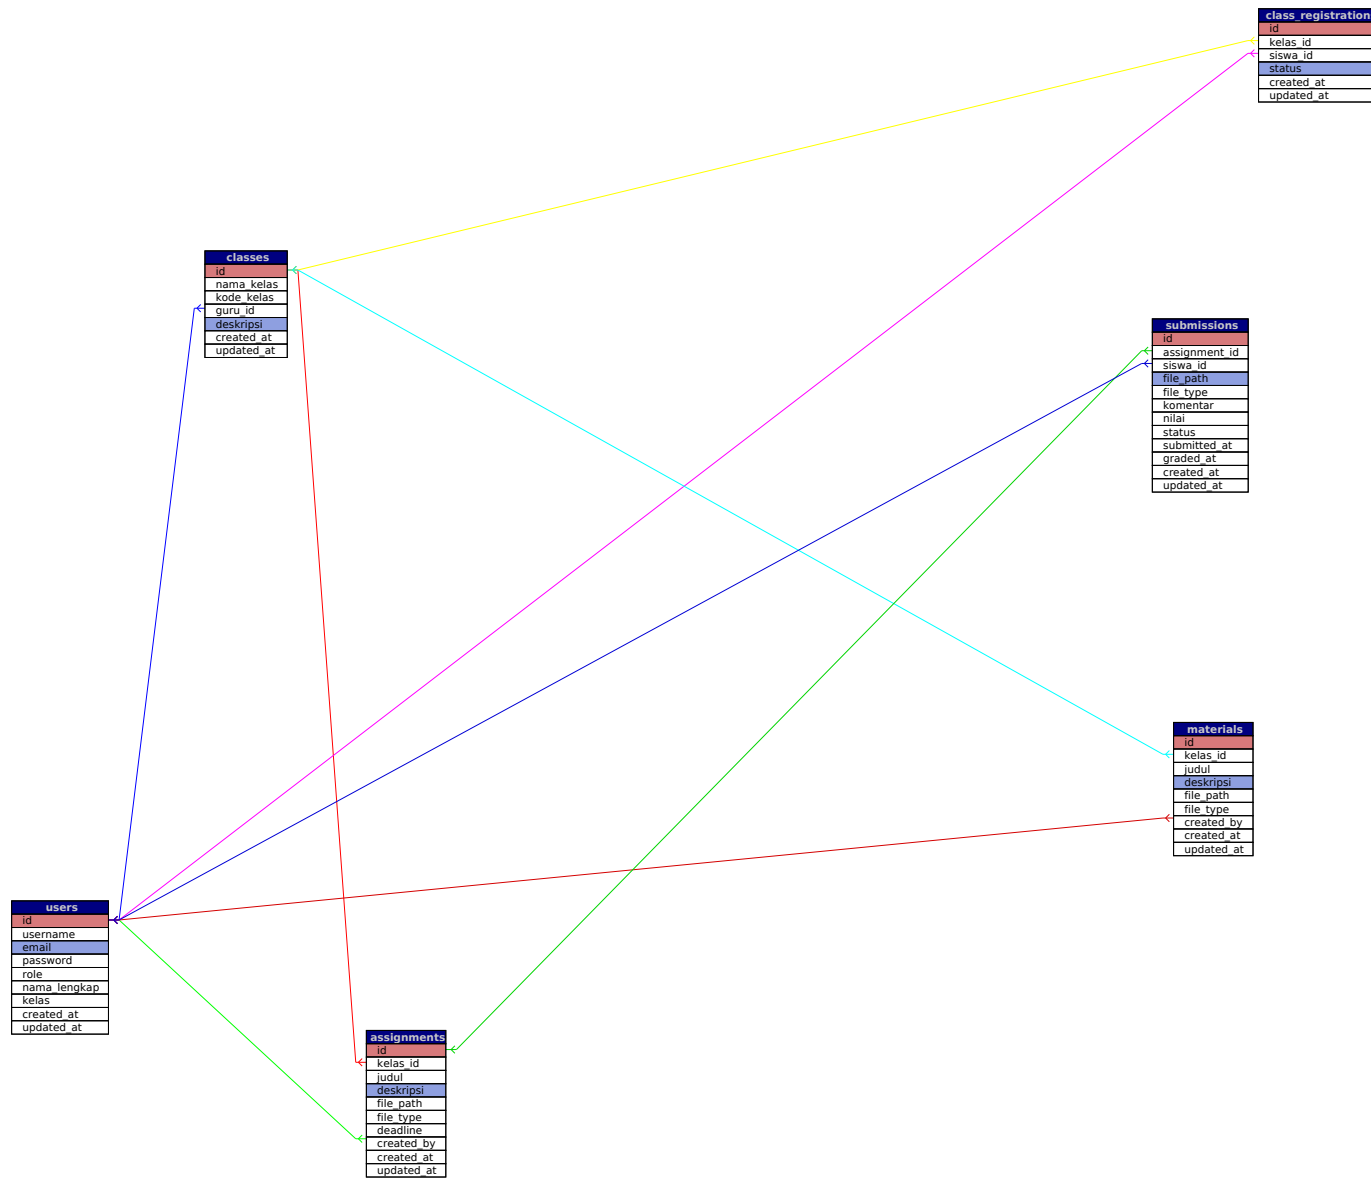 class_registration
id
kelas_id
siswa_id
status
created_at
updated_at
classes
id
nama_kelas
kode_kelas
guru_id
deskripsi
created_at
updated_at
submissions
id
assignment_id
siswa_id
file_path
file_type
komentar
nilai
status
submitted_at
graded_at
created_at
updated_at
materials
id
kelas_id
judul
deskripsi
file_path
file_type
created_by
created_at
updated_at
users
id
username
email
password
role
nama_lengkap
kelas
created_at
updated_at
assignments
id
kelas_id
judul
deskripsi
file_path
file_type
deadline
created_by
created_at
updated_at